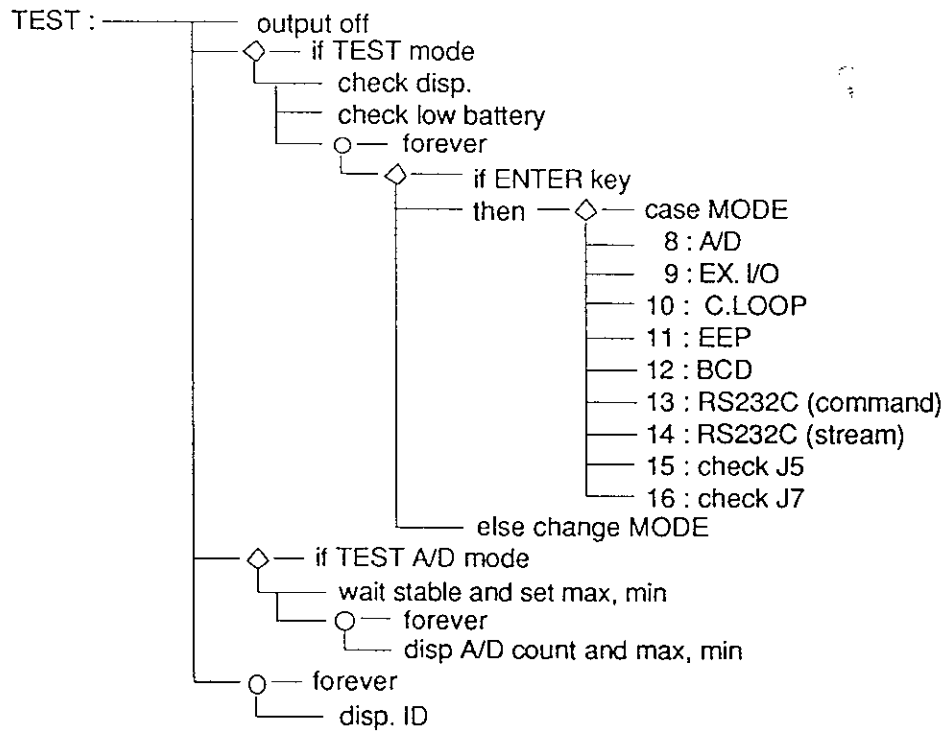 TEST :
output off
if TEST mode
check disp.
check low battery
forever
if ENTER key
then case MODE
8 : A/D
9 : EX. I/O
10 : C.LOOP
11 : EEP
12 : BCD
13 : RS232C (command)
14 : RS232C (stream)
15 : check J5
16 : check J7
else change MODE
if TEST A/D mode
wait stable and set max, min
forever
disp A/D count and max, min
forever
disp. ID